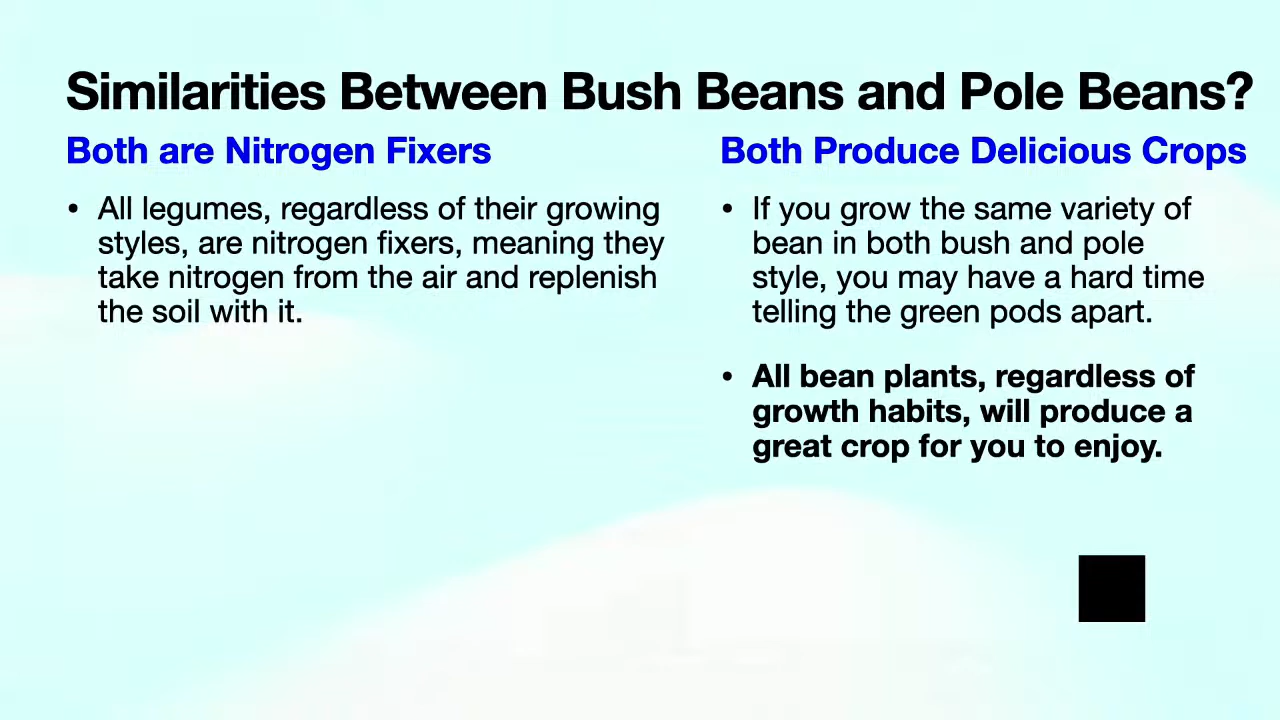 Similarities Between Bush Beans and Pole Beans?
Both are Nitrogen Fixers
• All legumes, regardless of their growing
styles, are nitrogen fixers, meaning they
take nitrogen from the air and replenish
the soil with it.
Both Produce Delicious Crops
• If you grow the same variety of
bean in both bush and pole
style, you may have a hard time
telling the green pods apart.
• All bean plants, regardless of
growth habits, will produce a
great crop for you to enjoy.